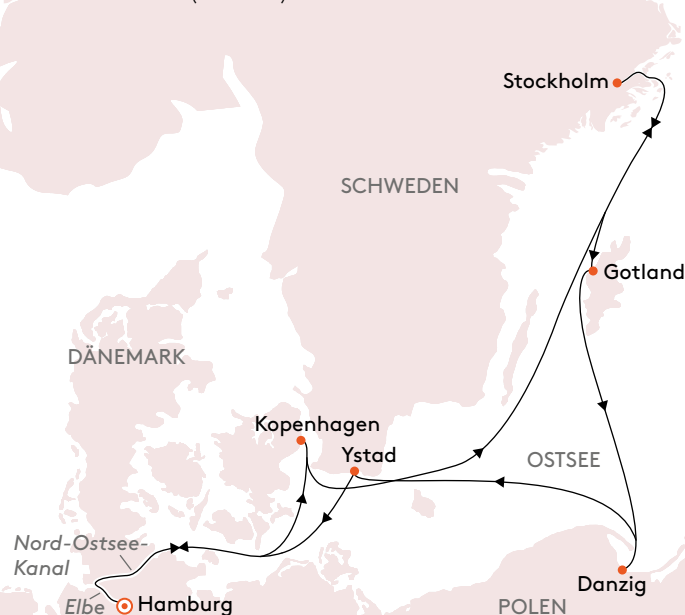 Stockholm
SCHWEDEN
Gotland
DÄNEMARK
Kopenhagen
Ystad
OSTSEE
Nord-Ostsee-
Kanal
Danzig
Elbe
Hamburg
POLEN